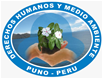 DERECHOS HUMANOS Y MEDIO AMBIENTE
PUNO - PERU